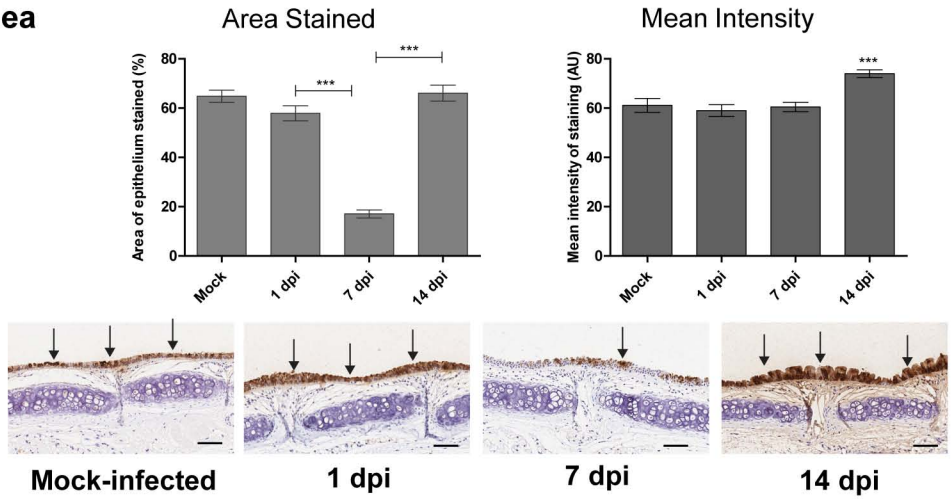 ea
Area Stained
Mean Intensity
Area of epithelium stained (%)
80
60
40
20
0
***
***
Mock
1 dpi
7 dpi
14 dpi
Mean intensity of staining (AU)
80
60
40
20
0
***
Mock
1 dpi
7 dpi
14 dpi
Mock-infected
1 dpi
7 dpi
14 dpi